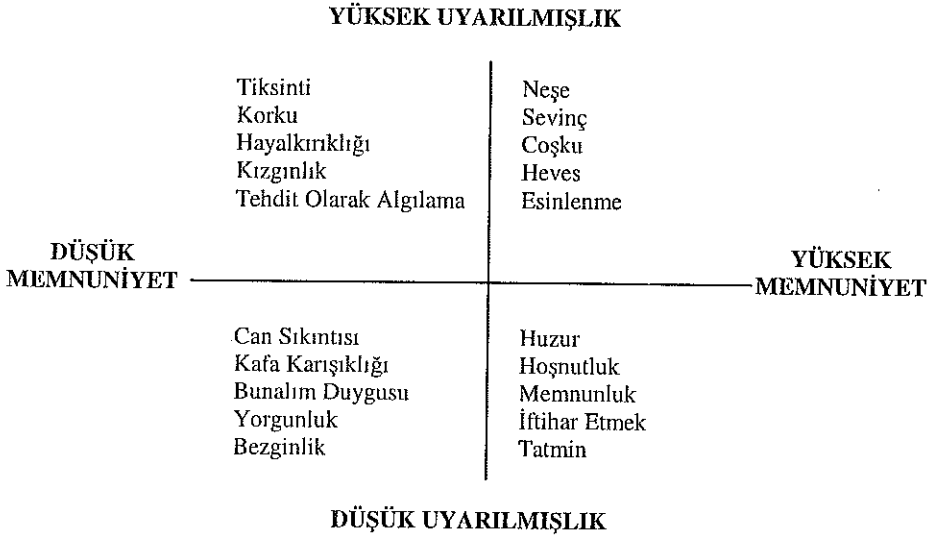 YÜKSEK UYARILMIŞLIK
Tiksinti
Korku
Hayalkırıklığı
Kızgınlık
Tehdit Olarak Algılama
Neşe
Sevinç
Coşku
Heves
Esinlenme
DÜŞÜK
MEMNUNİYET
YÜKSEK
MEMNUNİYET
Can Sıkıntısı
Kafa Karışıklığı
Bunalım Duygusu
Yorgunluk
Bezginlik
Huzur
Hoşnutluk
Memnunluk
İftihar Etmek
Tatmin
DÜŞÜK UYARILMIŞLIK